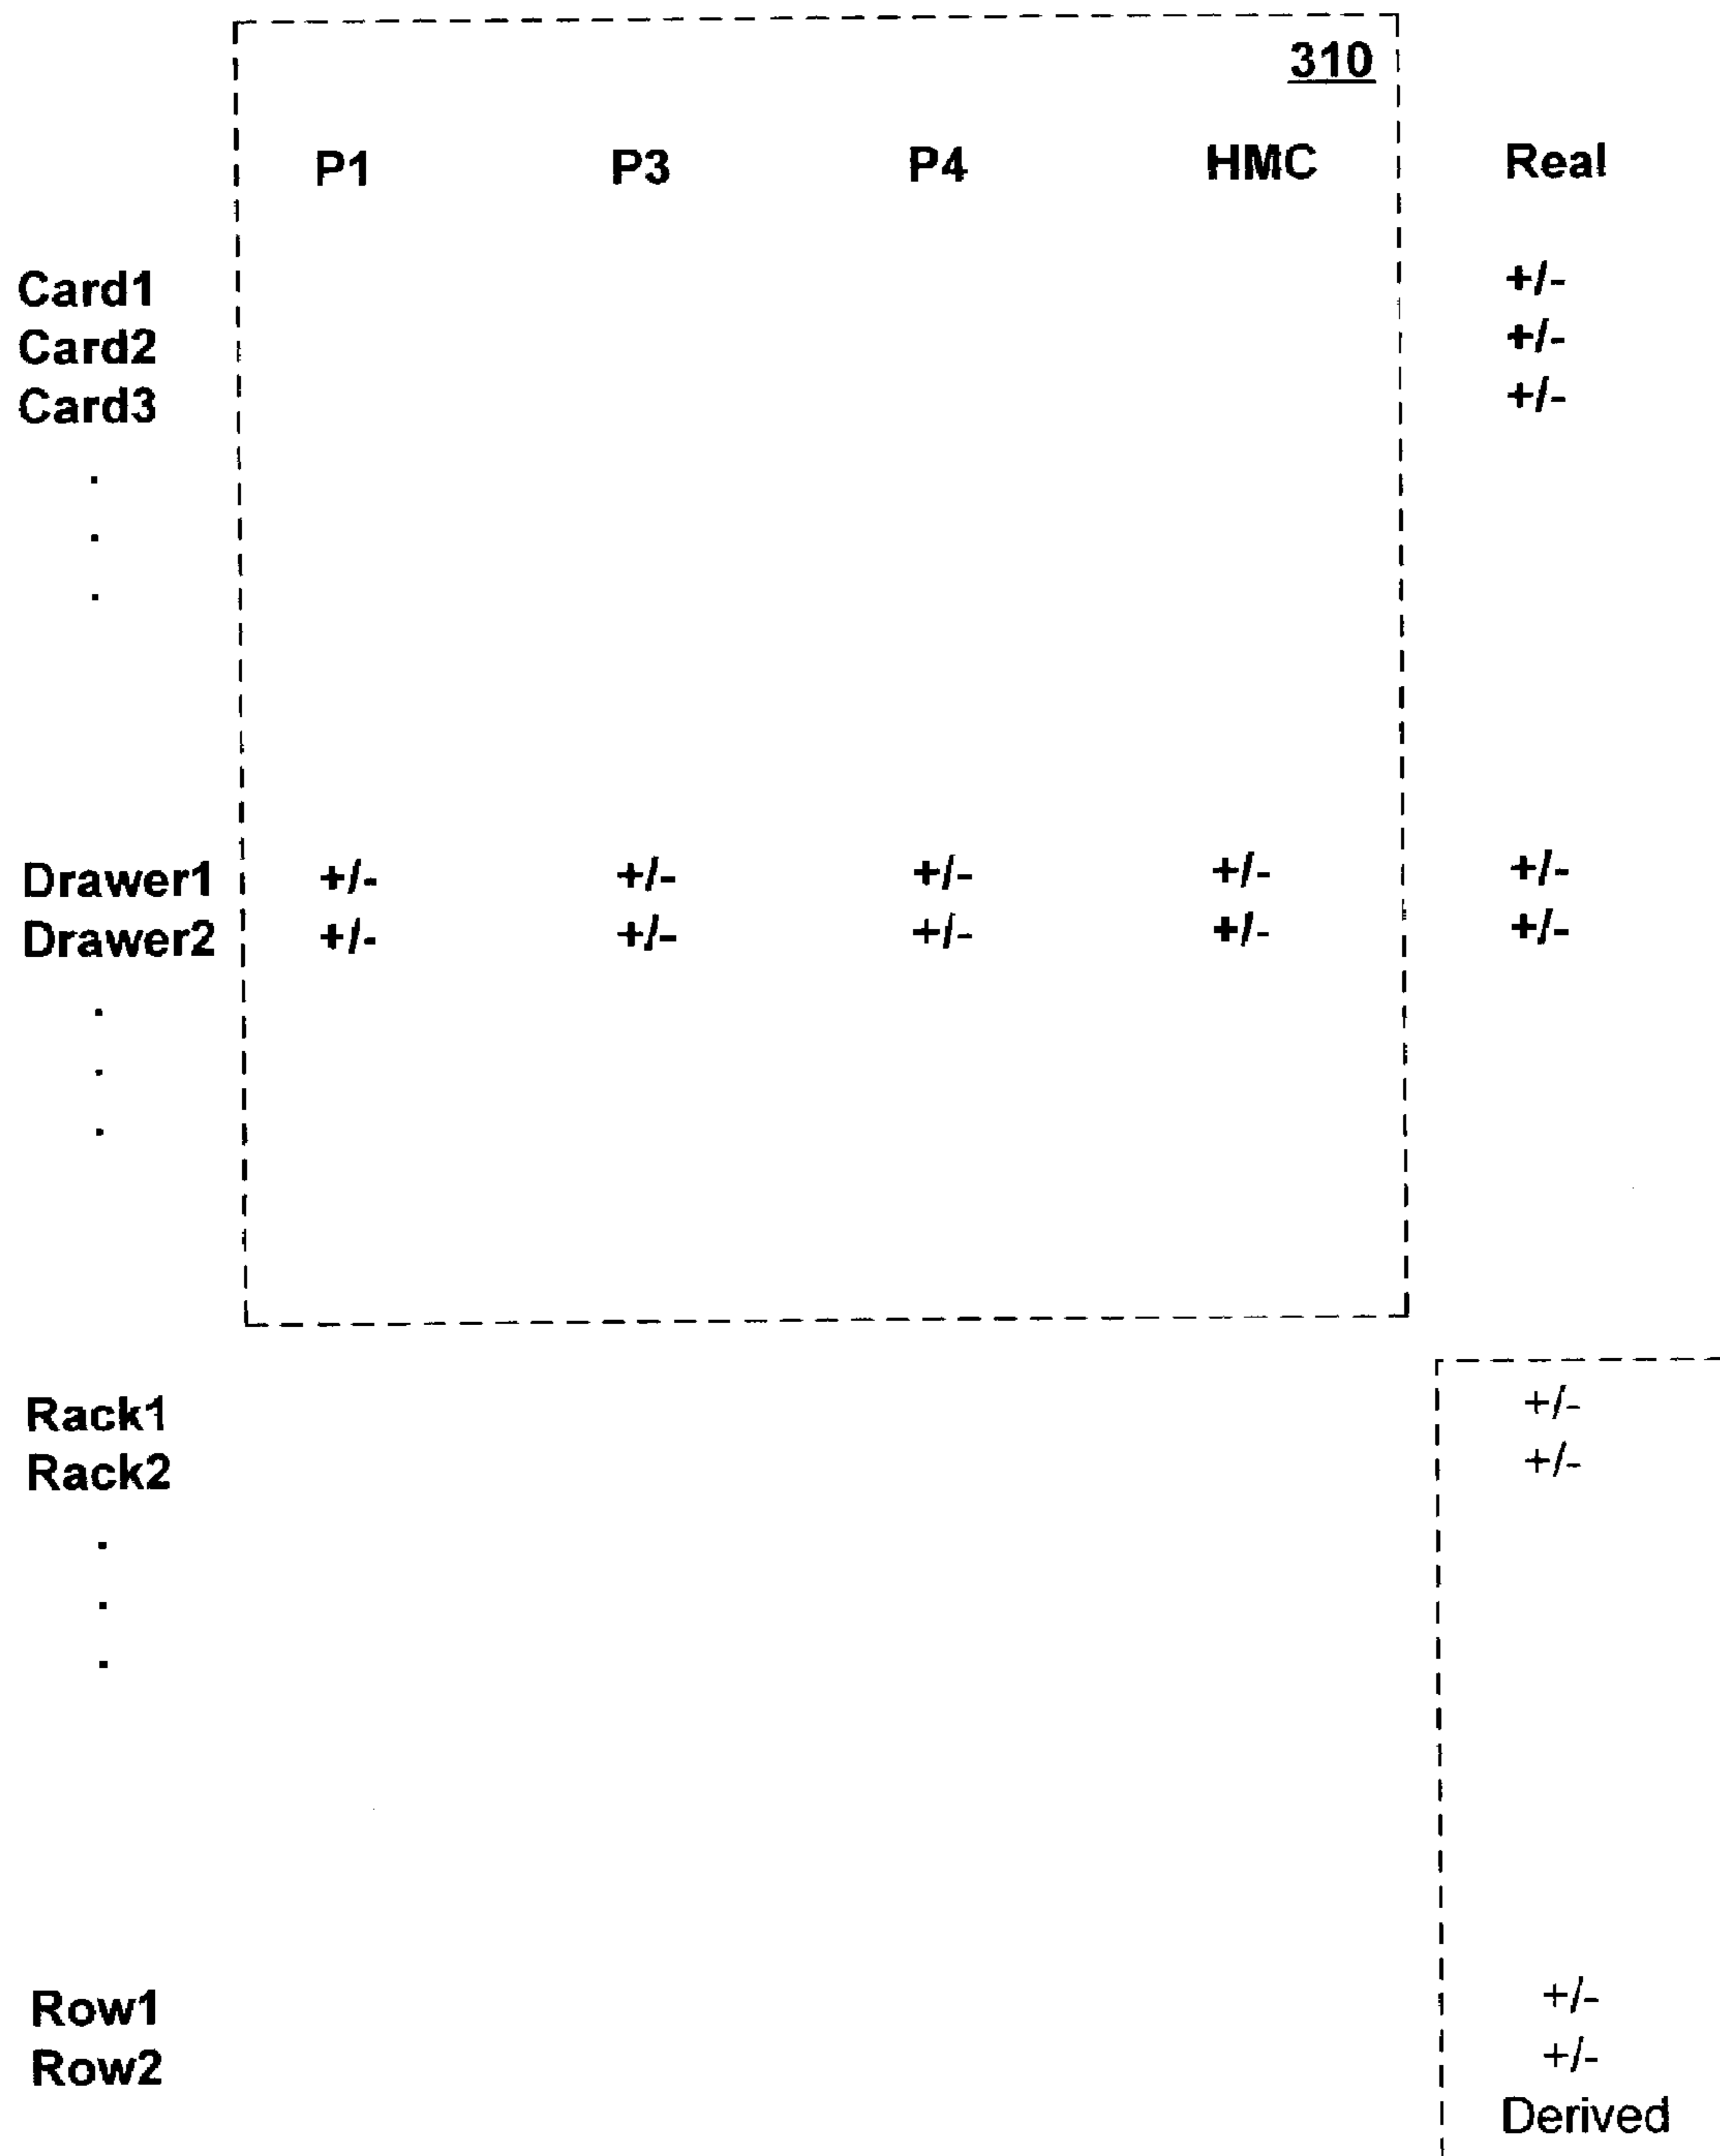 310
P1 P3 P4 HMC Real
Card1 +/-
Card2 +/-
Card3 +/-
.
.
.
Drawer1 +/- +/- +/- +/- +/-
Drawer2 +/- +/- +/- +/- +/-
.
.
.
Rack1 +/-
Rack2 +/-
.
.
.
Row1 +/-
Row2 +/-
Derived